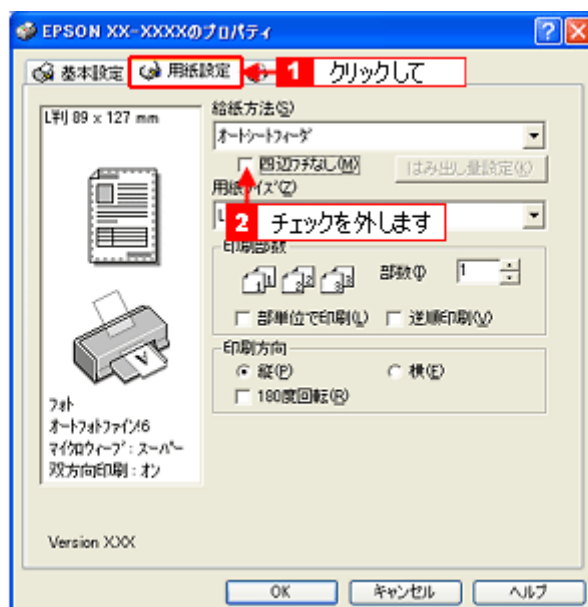 EPSON XX-XXXXのプロパティ
基本設定
用紙設定
1 クリックして
L判 89 x 127 mm
給紙方法(S)
オートシートフィーダ
四辺フチなし(M)
はみ出し量設定(K)
用紙サイズ(Z)
L
2 チェックを外します
印刷部数
部数(I)
1
部単位で印刷(L)
逆順印刷(V)
印刷方向
縦(P)
横(E)
180度回転(R)
フォト
オートフォトファイン!6
マイクロウィーブ：スーパー
双方向印刷：オン
Version XXX
OK
キャンセル
ヘルプ